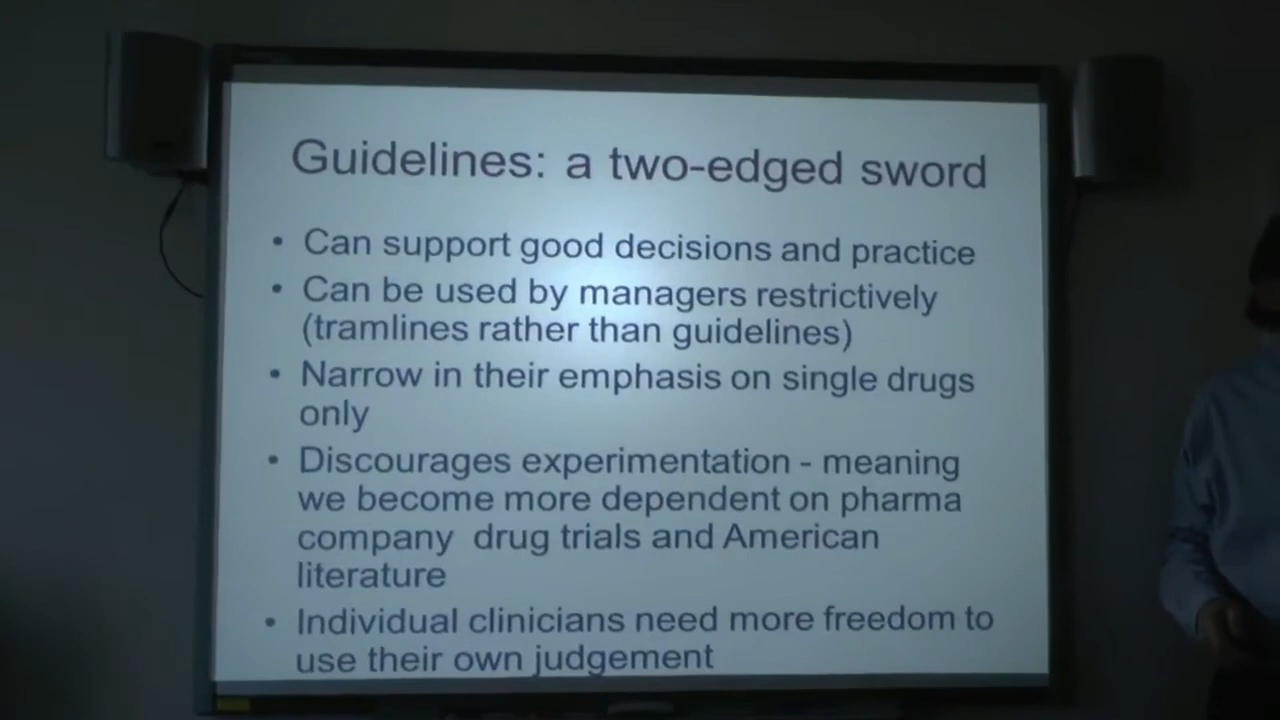 Guidelines: a two-edged sword
• Can support good decisions and practice
• Can be used by managers restrictively
(tramlines rather than guidelines)
• Narrow in their emphasis on single drugs
only
• Discourages experimentation - meaning
we become more dependent on pharma
company  drug trials and American
literature
• Individual clinicians need more freedom to
use their own judgement